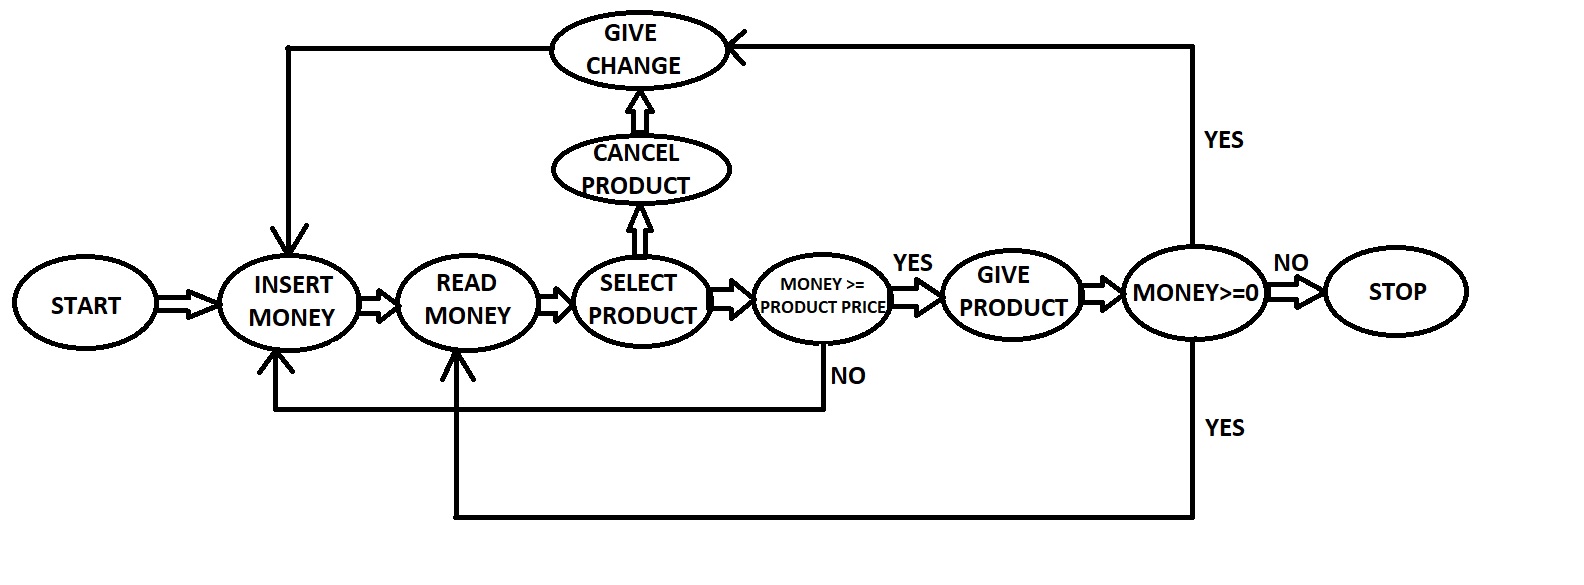 GIVE
CHANGE
YES
CANCEL
PRODUCT
START
INSERT
MONEY
READ
MONEY
SELECT
PRODUCT
MONEY >=
PRODUCT PRICE
YES
GIVE
PRODUCT
MONEY>=0
NO
STOP
NO
YES